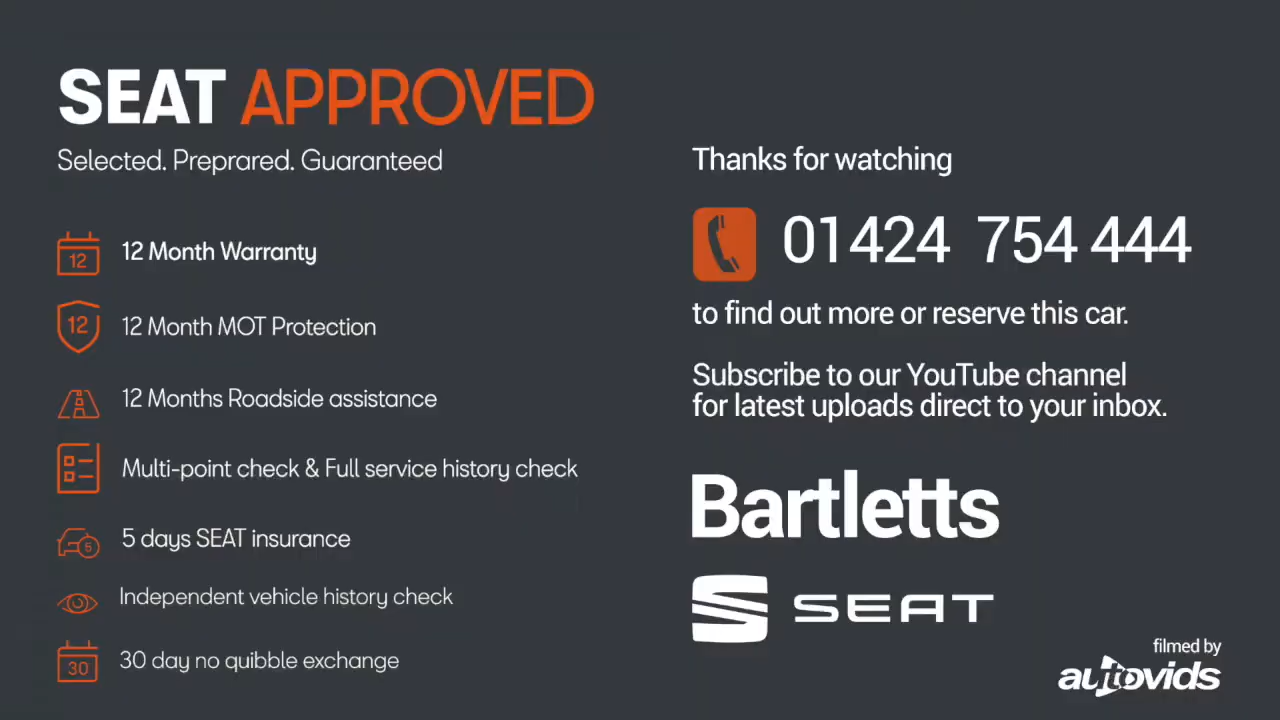 SEAT APPROVED
Selected. Preprared. Guaranteed
12
12 Month Warranty
12
12 Month MOT Protection
12 Months Roadside assistance
Multi-point check & Full service history check
5
5 days SEAT insurance
Independent vehicle history check
30
30 day no quibble exchange
Thanks for watching
01424 754 444
to find out more or reserve this car.
Subscribe to our YouTube channel
for latest uploads direct to your inbox.
Bartletts
SEAT
filmed by
autovids